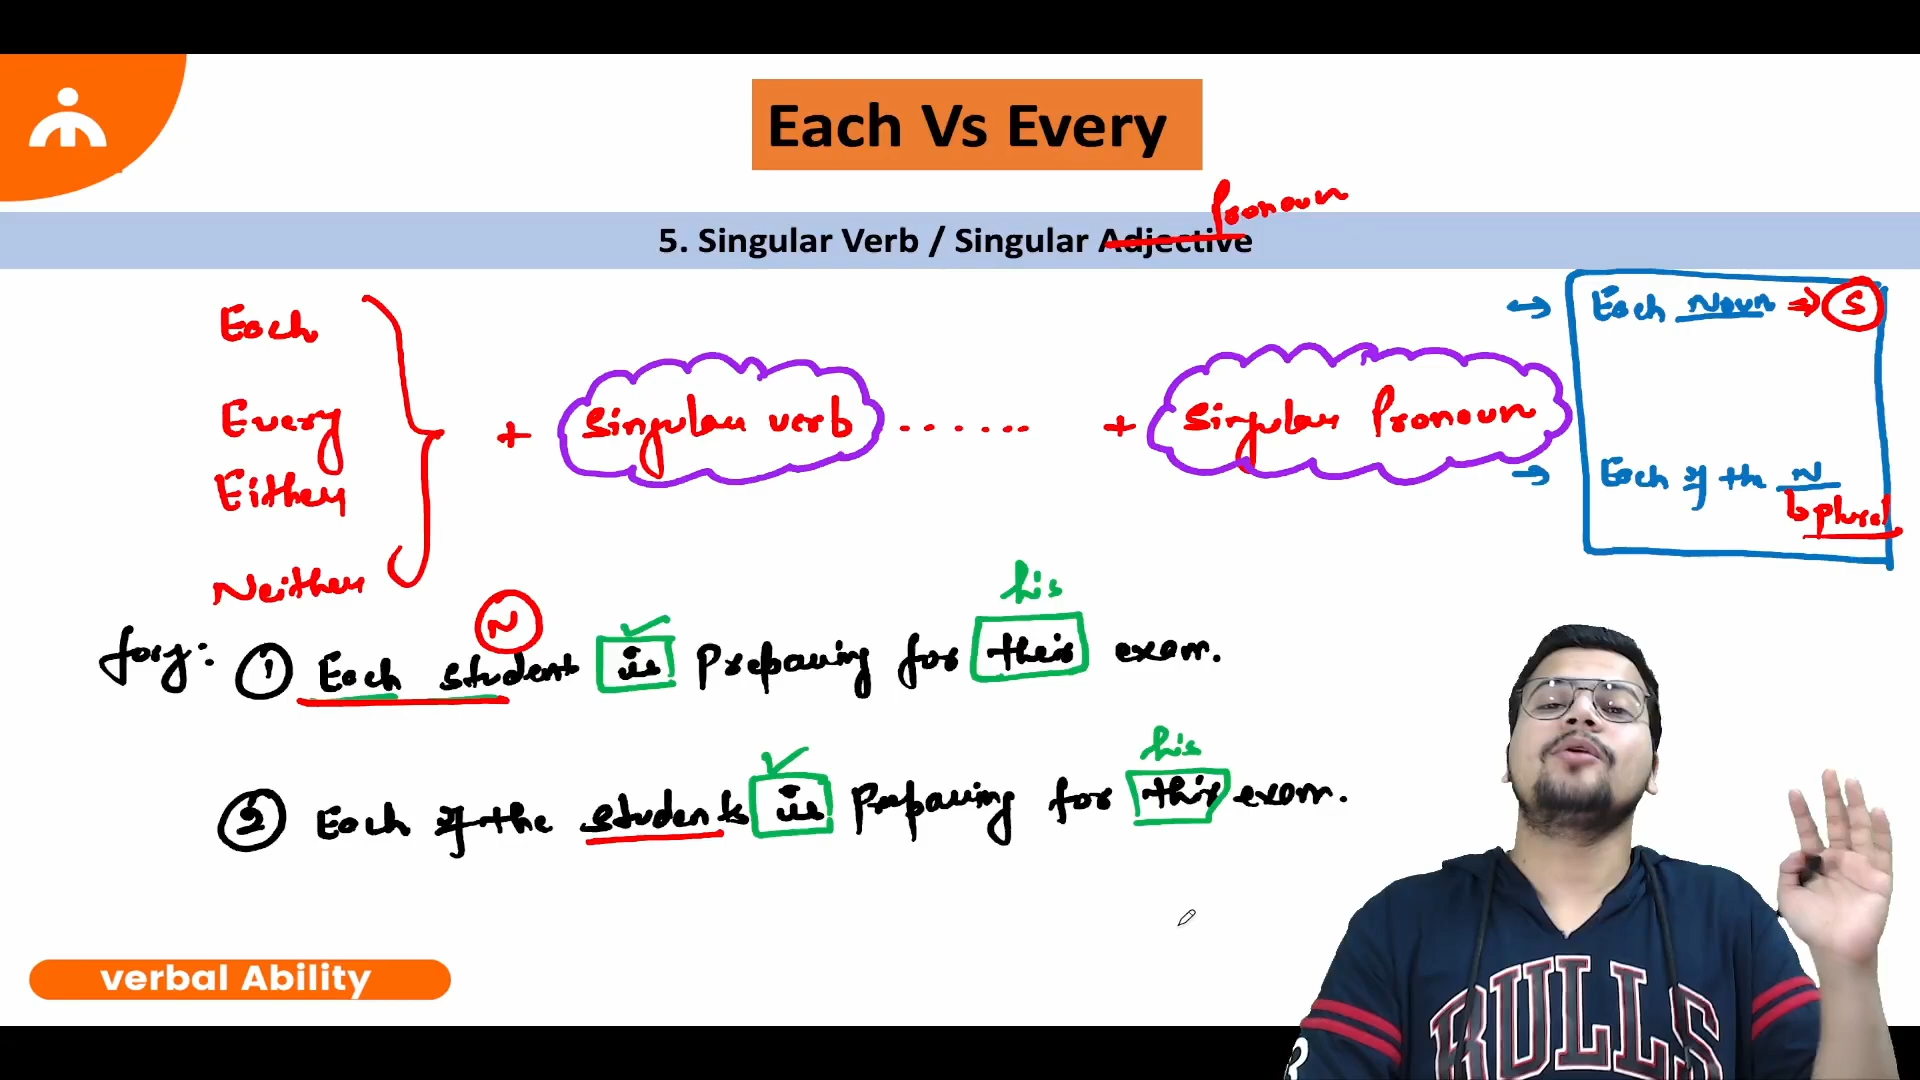 Each Vs Every
Pronoun
5. Singular Verb / Singular Adjective
Each
Every
Either
Neither
+ Singular verb ...... + Singular Pronoun
→ Each Noun → S
→ Each of the N
↳ plural
N
his
① Each student is Preparing for their exam.
his
② Each of the students is Preparing for exam.
verbal Ability
BULLS